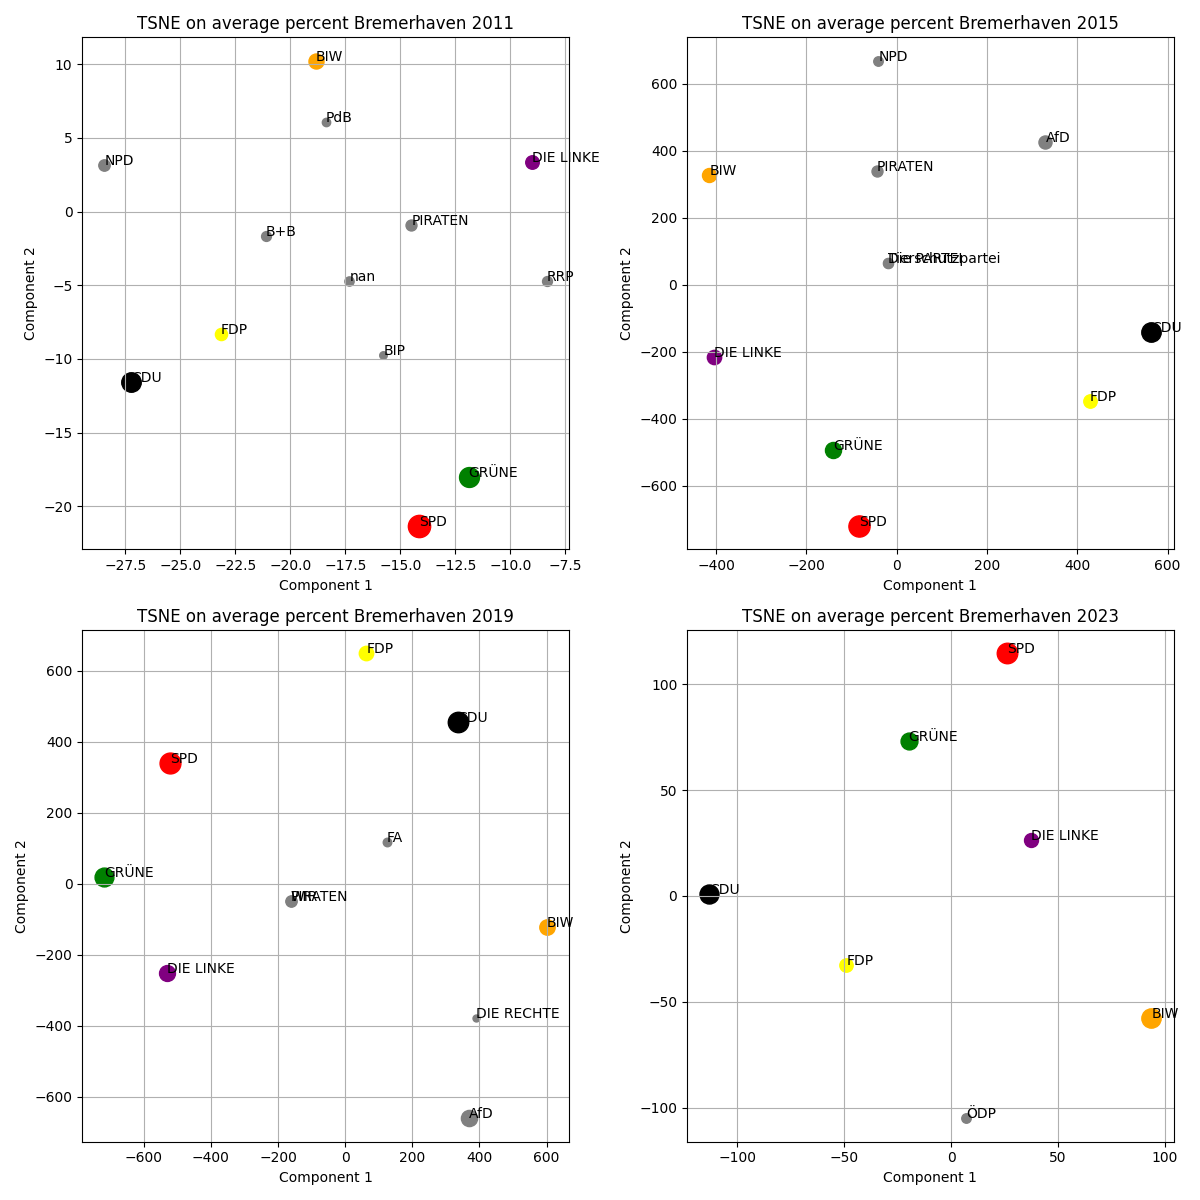 TSNE on average percent Bremerhaven 2011
10
5
0
−5
−10
−15
−20
Component 2
BIW
PdB
DIE LINKE
NPD
PIRATEN
B+B
nan
RRP
FDP
BIP
CDU
GRÜNE
SPD
−27.5 −25.0 −22.5 −20.0 −17.5 −15.0 −12.5 −10.0 −7.5
Component 1
TSNE on average percent Bremerhaven 2015
600
400
200
0
−200
−400
−600
Component 2
NPD
AfD
PIRATEN
BIW
Tierschutzpartei
Die PARTEI
CDU
DIE LINKE
FDP
GRÜNE
SPD
−400 −200 0 200 400 600
Component 1
TSNE on average percent Bremerhaven 2019
600
400
200
0
−200
−400
−600
Component 2
FDP
CDU
SPD
FA
GRÜNE
PIRATEN
BIW
DIE LINKE
DIE RECHTE
AfD
−600 −400 −200 0 200 400 600
Component 1
TSNE on average percent Bremerhaven 2023
100
50
0
−50
−100
Component 2
SPD
GRÜNE
DIE LINKE
CDU
FDP
BIW
ÖDP
−100 −50 0 50 100
Component 1